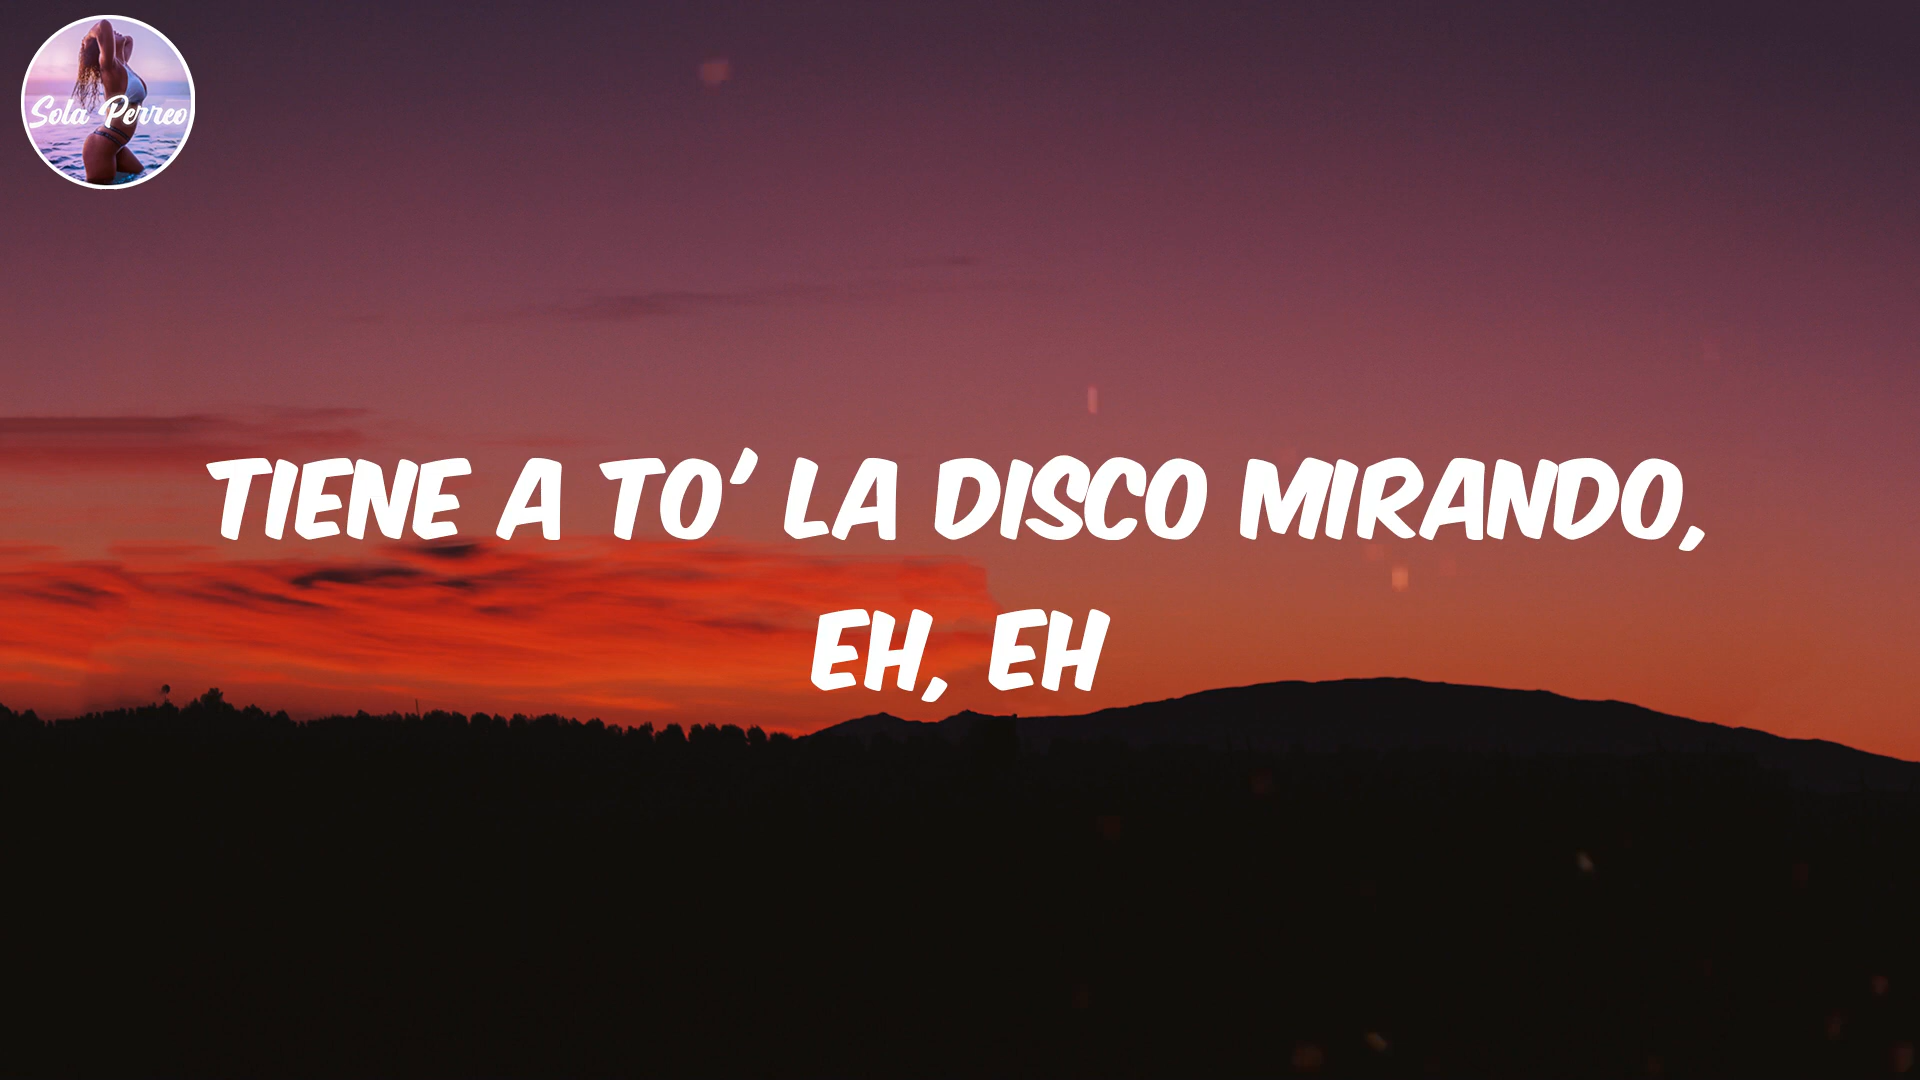 Sola Perreo
TIENE A TO' LA DISCO MIRANDO,
EH, EH